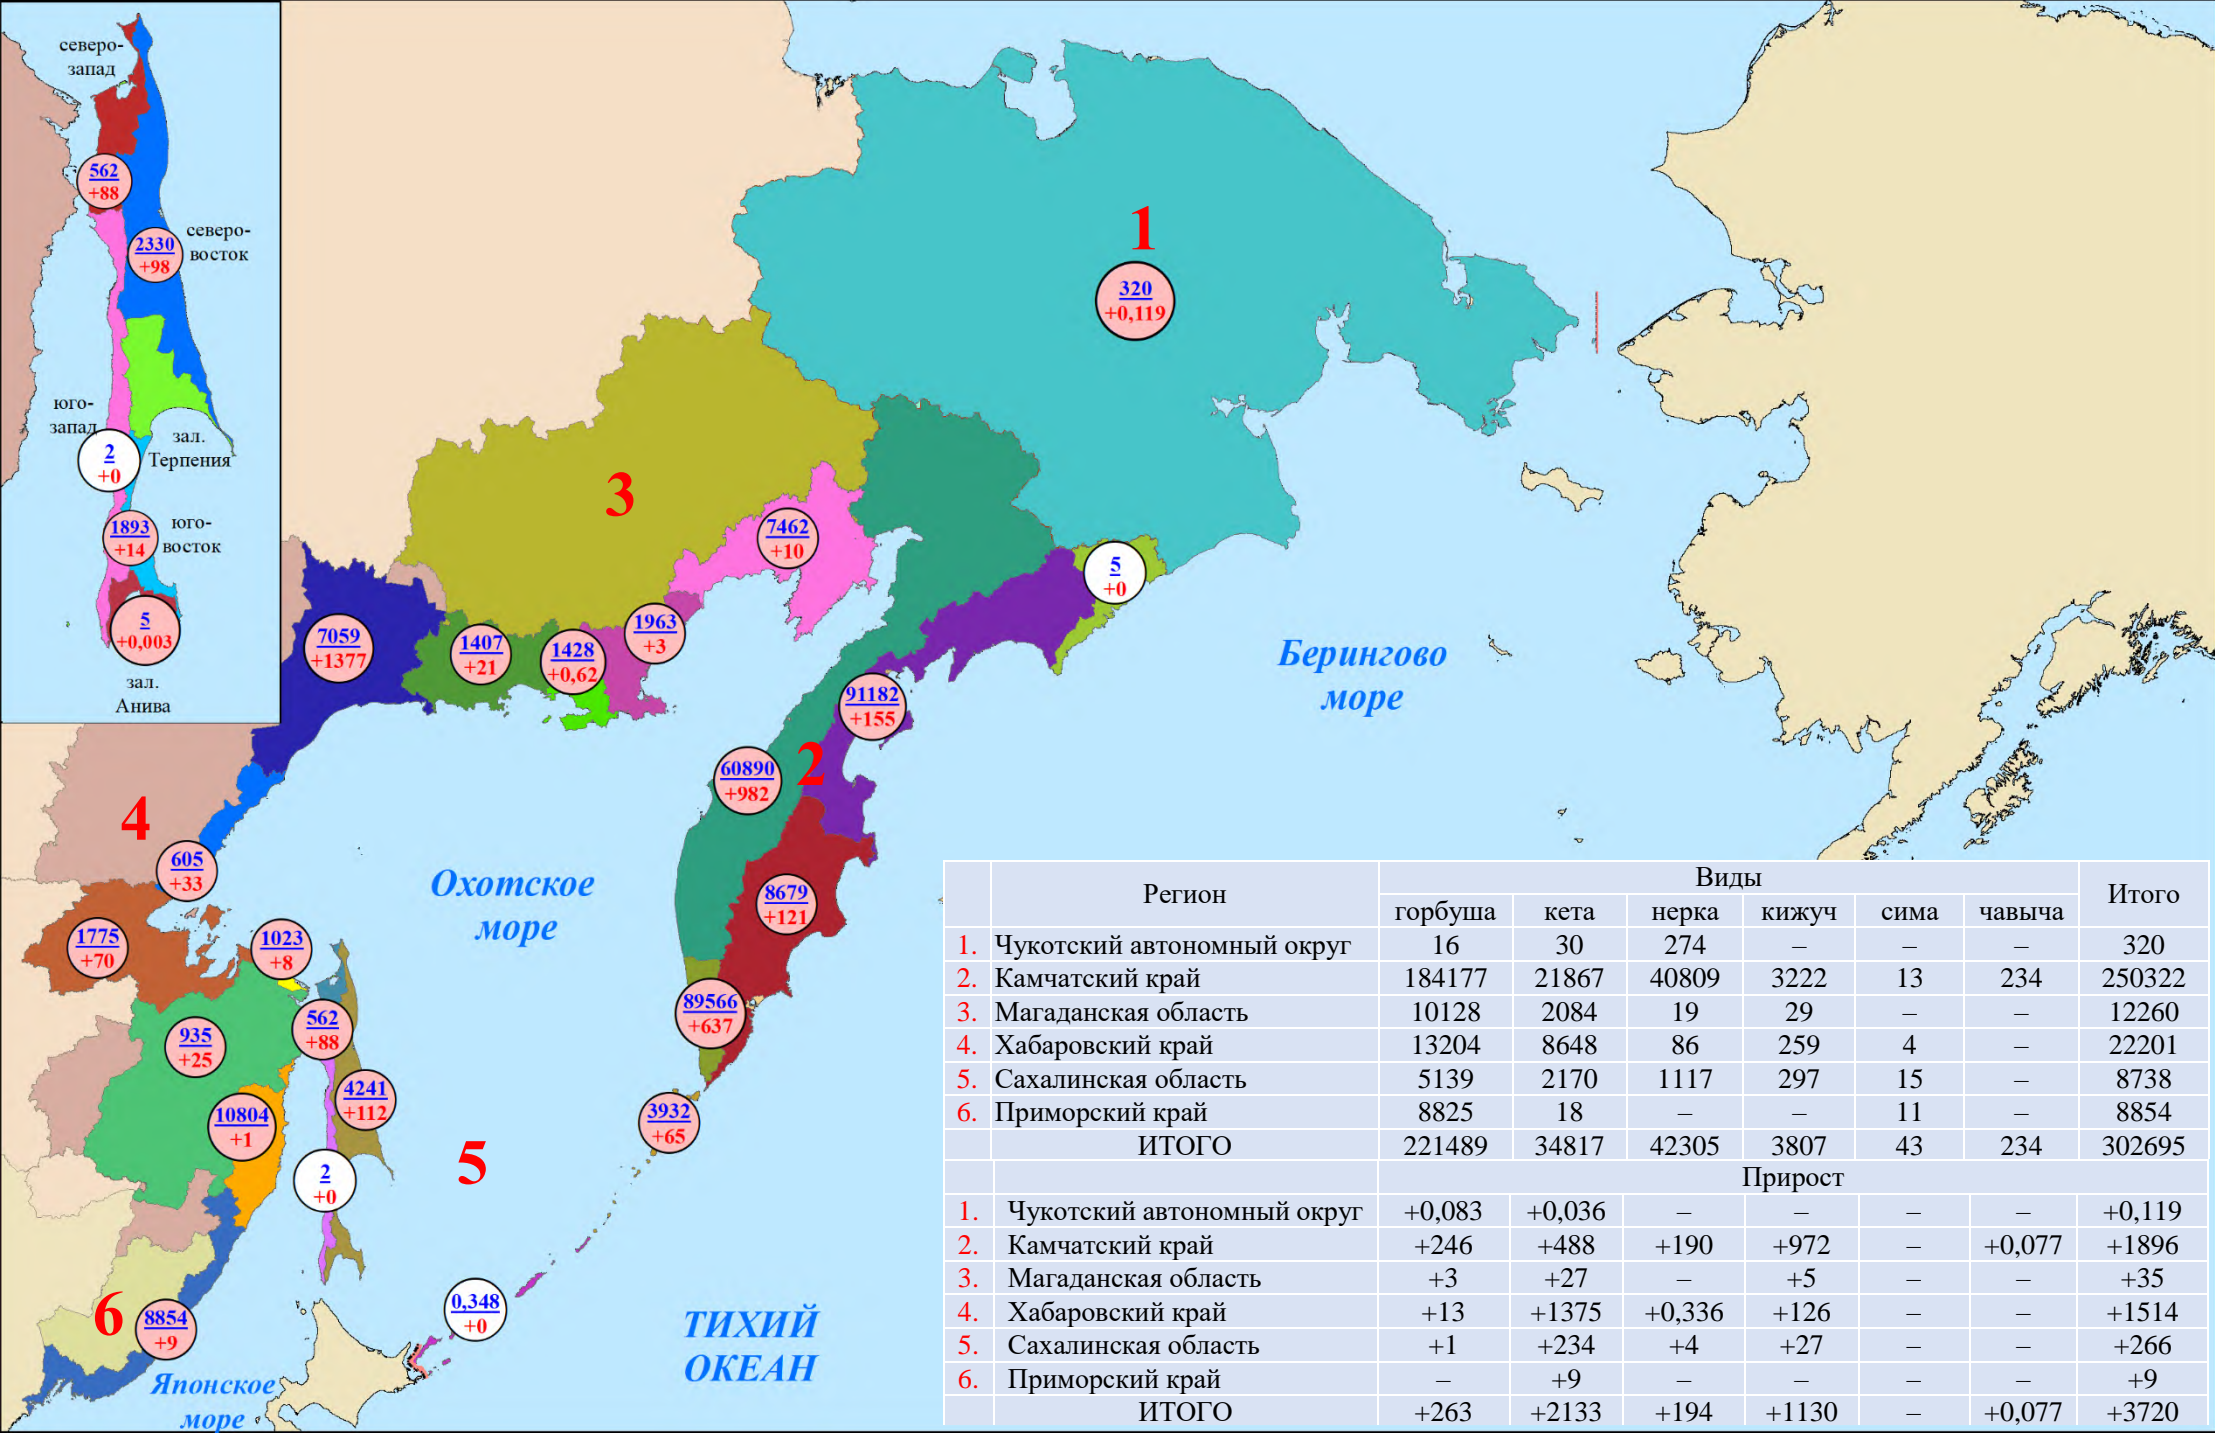 северо-
запад
562
+88
2330
+98
северо-
восток
юго-
запад
2
+0
зал.
Терпения
1893
+14
юго-
восток
5
+0,003
зал.
Анива
1
320
+0,119
3
7462
+10
5
+0
7059
+1377
1407
+21
1428
+0,62
1963
+3
Берингово
море
91182
+155
2
60890
+982
4
605
+33
Охотское
море
8679
+121
1775
+70
1023
+8
89566
+637
562
+88
935
+25
4241
+112
10804
+1
3932
+65
5
2
+0
0,348
+0
6
8854
+9
Японское
море
ТИХИЙ
ОКЕАН
Регион Виды Итого
горбуша кета нерка кижуч сима чавыча
1. Чукотский автономный округ 16 30 274 – – – 320
2. Камчатский край 184177 21867 40809 3222 13 234 250322
3. Магаданская область 10128 2084 19 29 – – 12260
4. Хабаровский край 13204 8648 86 259 4 – 22201
5. Сахалинская область 5139 2170 1117 297 15 – 8738
6. Приморский край 8825 18 – – 11 – 8854
ИТОГО 221489 34817 42305 3807 43 234 302695
Прирост
1. Чукотский автономный округ +0,083 +0,036 – – – – +0,119
2. Камчатский край +246 +488 +190 +972 – +0,077 +1896
3. Магаданская область +3 +27 – +5 – – +35
4. Хабаровский край +13 +1375 +0,336 +126 – – +1514
5. Сахалинская область +1 +234 +4 +27 – – +266
6. Приморский край – +9 – – – – +9
ИТОГО +263 +2133 +194 +1130 – +0,077 +3720